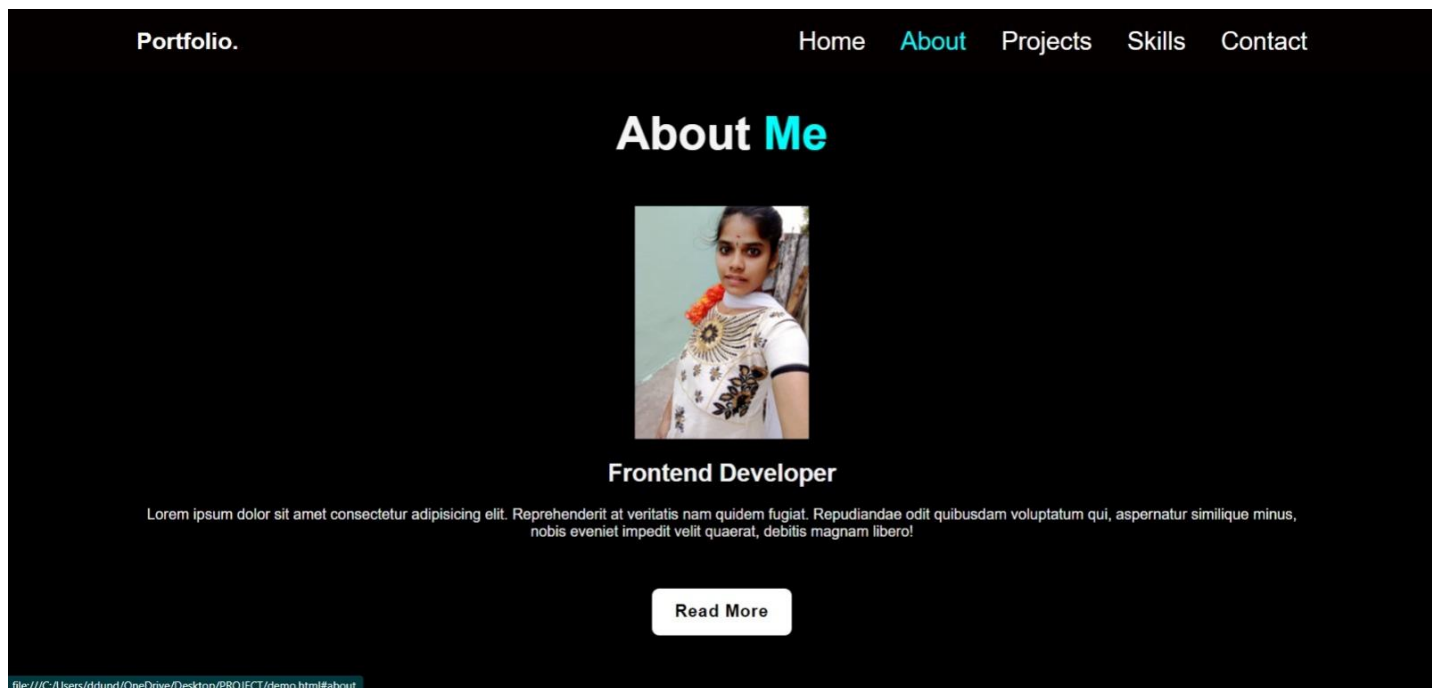 Portfolio.
Home About Projects Skills Contact
About Me
Frontend Developer
Lorem ipsum dolor sit amet consectetur adipisicing elit. Reprehenderit at veritatis nam quidem fugiat. Repudiandae odit quibusdam voluptatum qui, aspernatur similique minus,
nobis eveniet impedit velit quaerat, debitis magnam libero!
Read More
file:///C:/Users/ddund/OneDrive/Desktop/PROJECT/demo.html#about